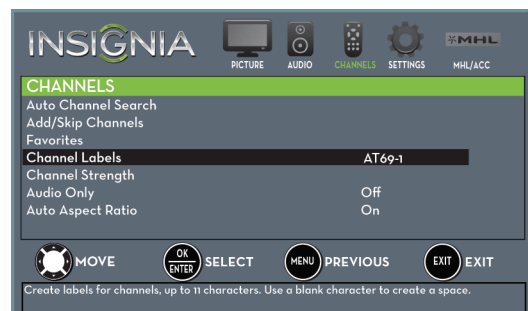 INSIGNIA
PICTURE AUDIO CHANNELS SETTINGS MHL MHL/ACC
CHANNELS
Auto Channel Search
Add/Skip Channels
Favorites
Channel Labels AT69-1
Channel Strength
Audio Only Off
Auto Aspect Ratio On
MOVE OK ENTER SELECT MENU PREVIOUS EXIT EXIT
Create labels for channels, up to 11 characters. Use a blank character to create a space.